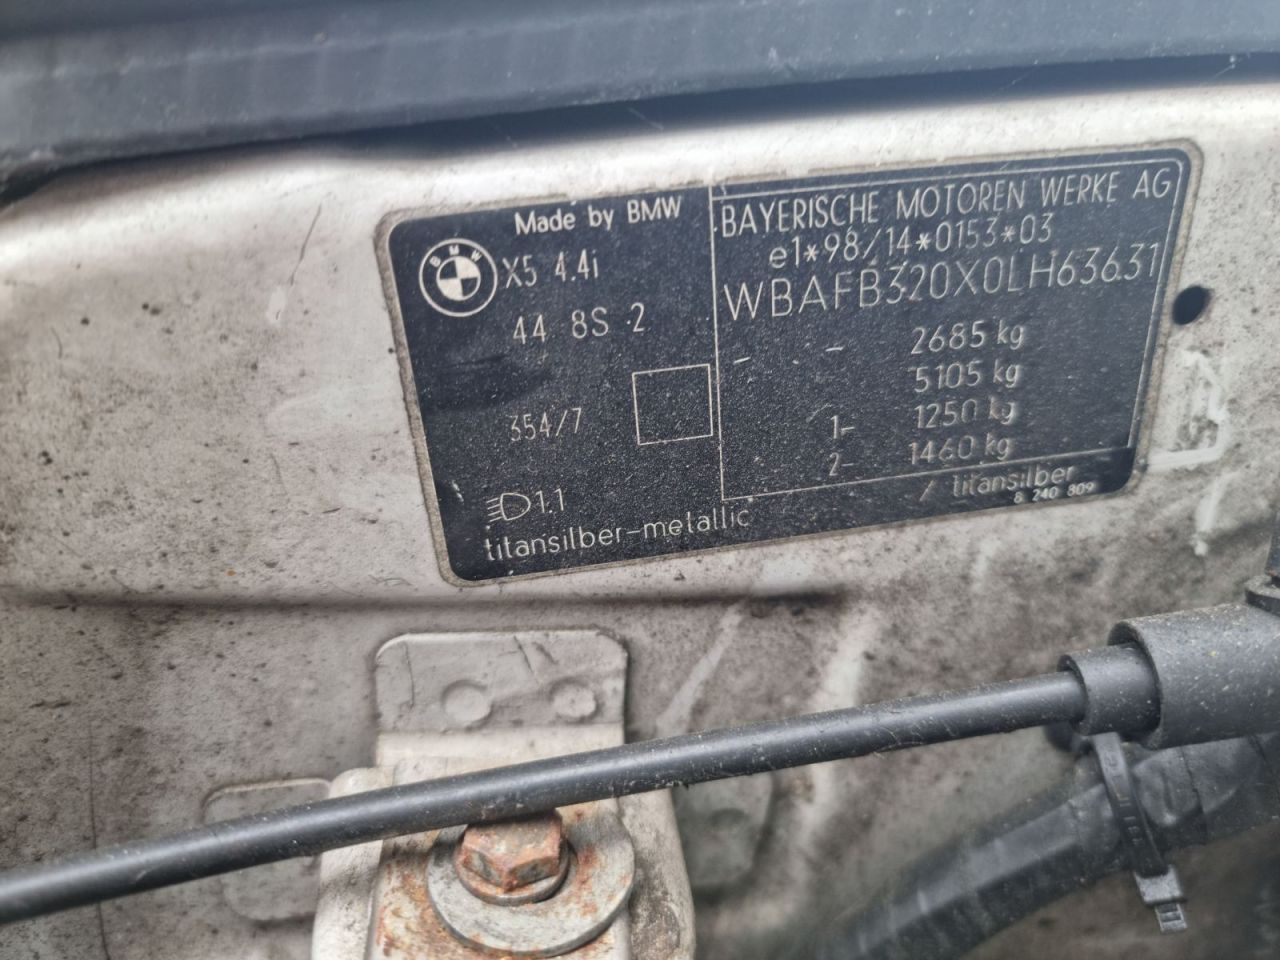 Made by BMW
BMW
X5 4.4i
44 8S 2
354/7
1.1
titansilber-metallic
BAYERISCHE MOTOREN WERKE AG
e1*98/14*0153*03
WBAFB320X0LH63631
- - 2685 kg
5105 kg
1- 1250 kg
2- 1460 kg
/ titansilber
8 240 809